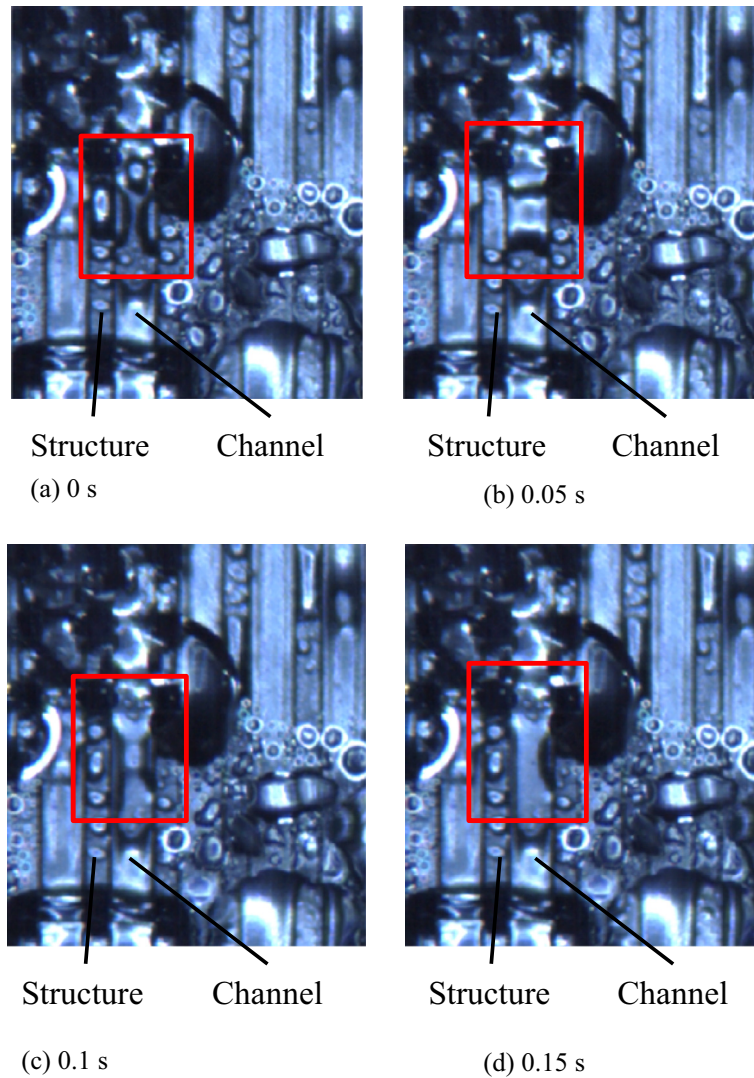 Structure Channel Structure Channel
(a) 0 s (b) 0.05 s
Structure Channel Structure Channel
(c) 0.1 s (d) 0.15 s